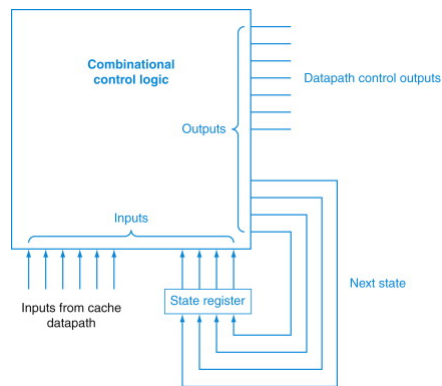 Combinational
control logic
Datapath control outputs
Outputs
Inputs
Next state
State register
Inputs from cache
datapath